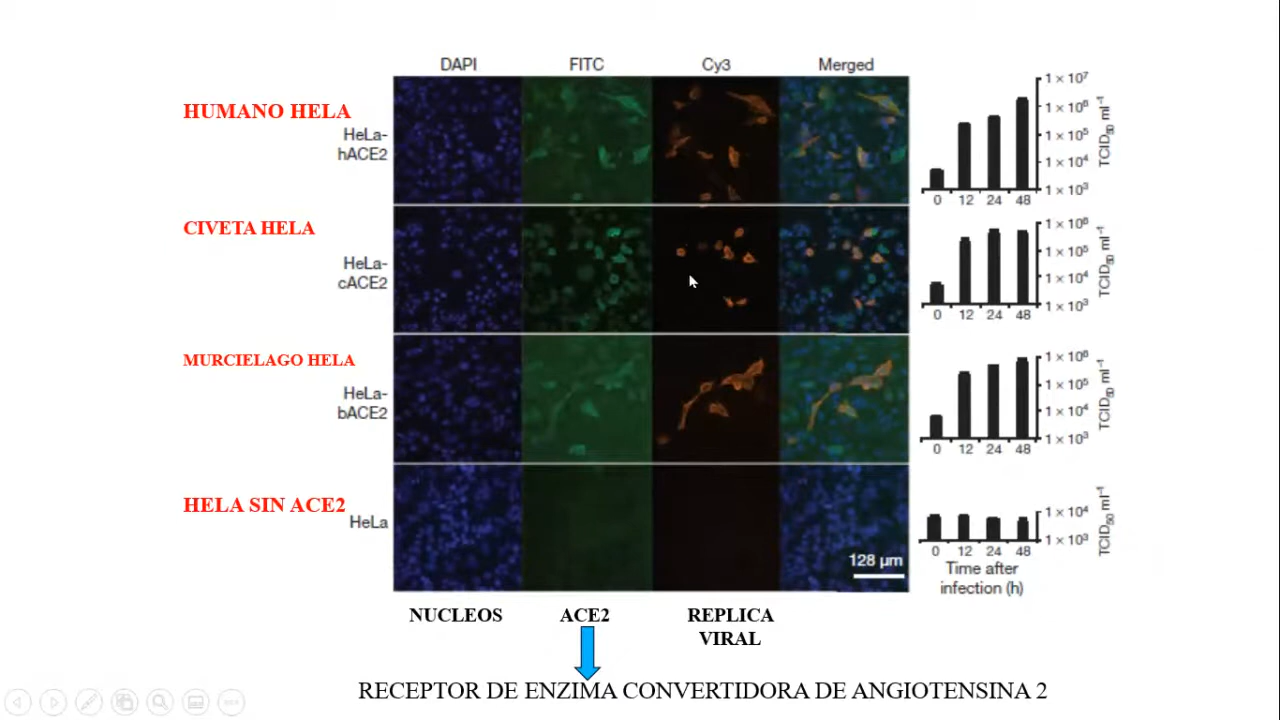 DAPI FITC Cy3 Merged
HUMANO HELA
HeLa-
hACE2
1 × 10⁷
1 × 10⁶
1 × 10⁵
1 × 10⁴
1 × 10³
TCID₅₀ ml⁻¹
0 12 24 48
CIVETA HELA
HeLa-
cACE2
1 × 10⁶
1 × 10⁵
1 × 10⁴
1 × 10³
TCID₅₀ ml⁻¹
0 12 24 48
MURCIELAGO HELA
HeLa-
bACE2
1 × 10⁶
1 × 10⁵
1 × 10⁴
1 × 10³
TCID₅₀ ml⁻¹
0 12 24 48
HELA SIN ACE2
HeLa
1 × 10⁴
1 × 10³
TCID₅₀ ml⁻¹
0 12 24 48
128 µm
Time after
infection (h)
NUCLEOS ACE2 REPLICA
VIRAL
RECEPTOR DE ENZIMA CONVERTIDORA DE ANGIOTENSINA 2